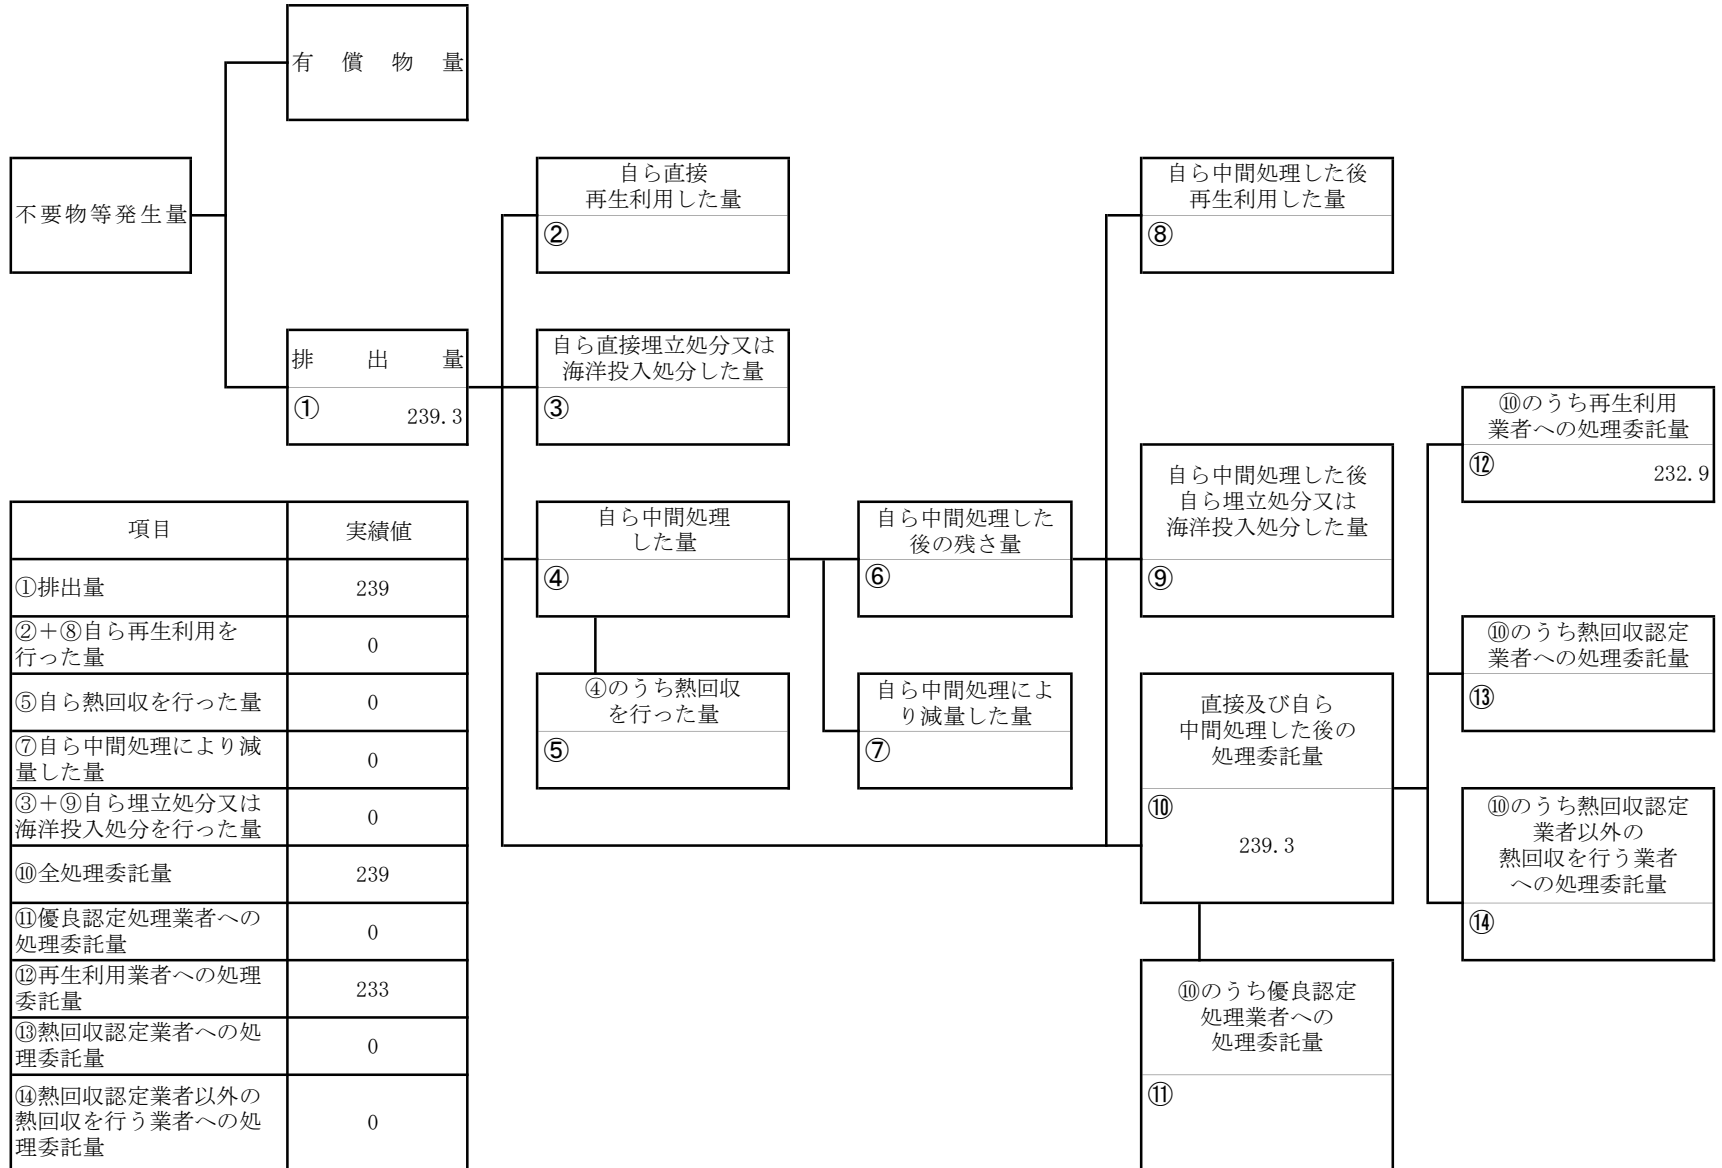 有償物量
不要物等発生量
排出量
① 239.3
自ら直接
再生利用した量
②
自ら直接埋立処分又は
海洋投入処分した量
③
自ら中間処理
した量
④
④のうち熱回収
を行った量
⑤
自ら中間処理した
後の残さ量
⑥
自ら中間処理によ
り減量した量
⑦
自ら中間処理した後
再生利用した量
⑧
自ら中間処理した後
自ら埋立処分又は
海洋投入処分した量
⑨
直接及び自ら
中間処理した後の
処理委託量
⑩
239.3
⑩のうち優良認定
処理業者への
処理委託量
⑪
⑩のうち再生利用
業者への処理委託量
⑫ 232.9
⑩のうち熱回収認定
業者への処理委託量
⑬
⑩のうち熱回収認定
業者以外の
熱回収を行う業者
への処理委託量
⑭
項目 実績値
①排出量 239
②+⑧自ら再生利用を
行った量 0
⑤自ら熱回収を行った量 0
⑦自ら中間処理により減
量した量 0
③+⑨自ら埋立処分又は
海洋投入処分を行った量 0
⑩全処理委託量 239
⑪優良認定処理業者への
処理委託量 0
⑫再生利用業者への処理
委託量 233
⑬熱回収認定業者への処
理委託量 0
⑭熱回収認定業者以外の
熱回収を行う業者への処
理委託量 0